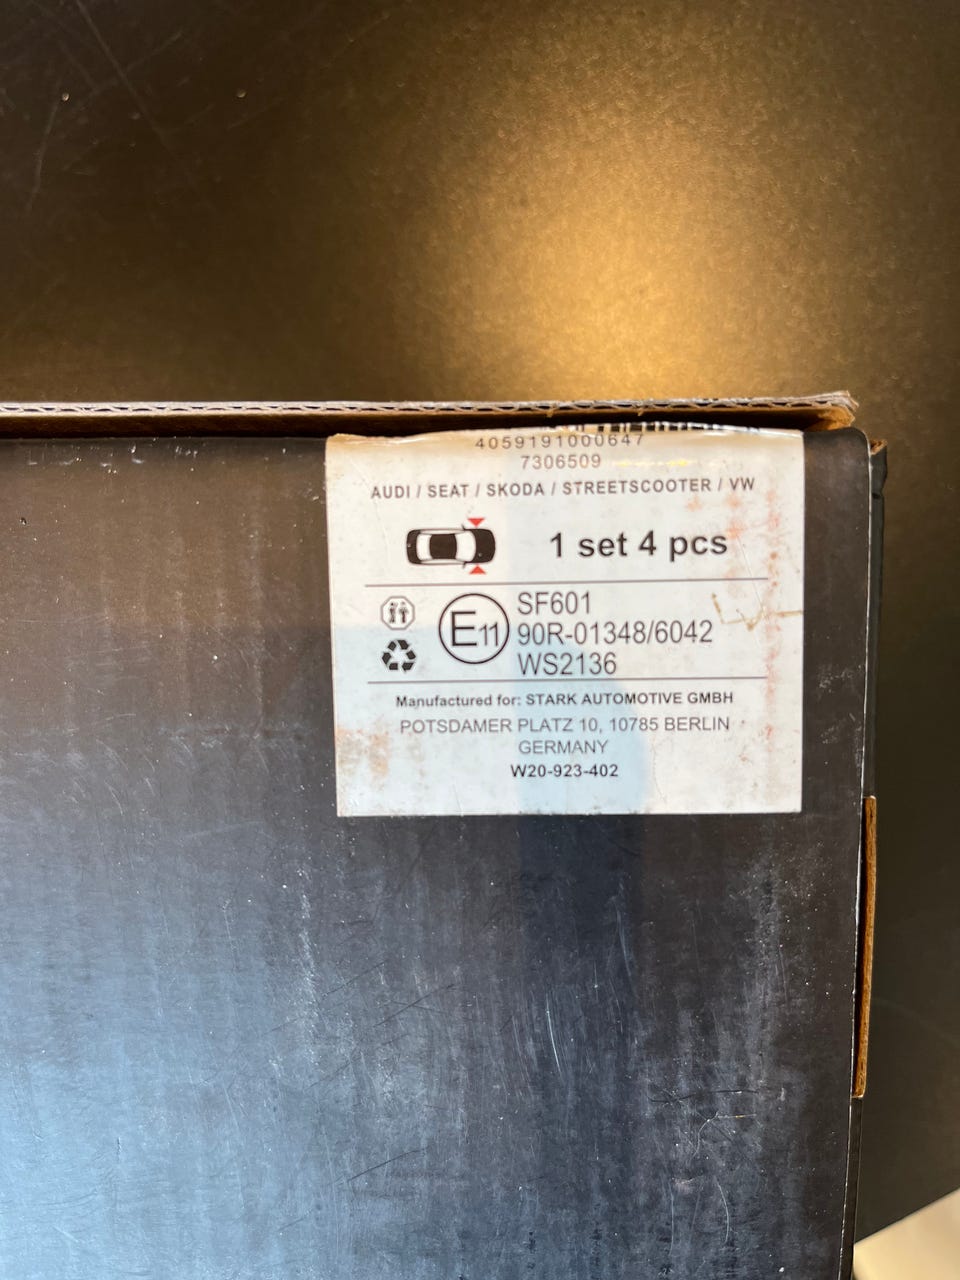 4059191000647
7306509
AUDI / SEAT / SKODA / STREETSCOOTER / VW
1 set 4 pcs
E11
SF601
90R-01348/6042
WS2136
Manufactured for: STARK AUTOMOTIVE GMBH
POTSDAMER PLATZ 10, 10785 BERLIN
GERMANY
W20-923-402